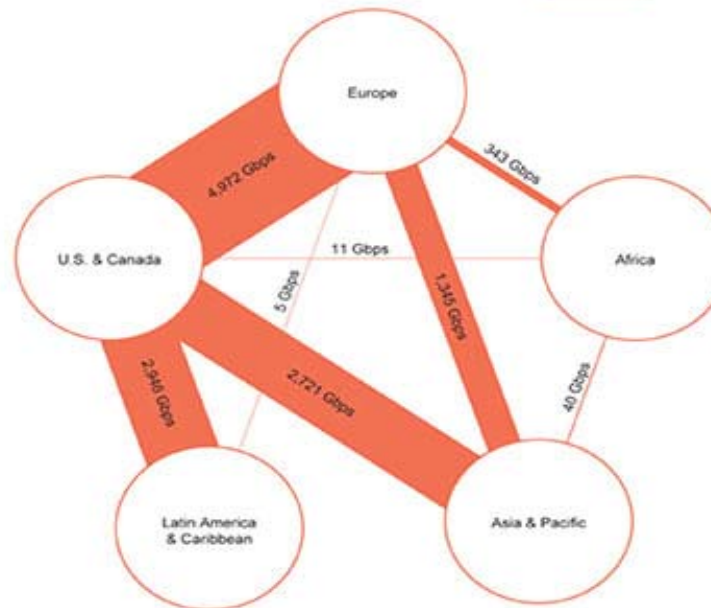 Europe
4,972 Gbps
343 Gbps
U.S. & Canada
11 Gbps
Africa
5 Gbps
1,345 Gbps
2,946 Gbps
2,721 Gbps
40 Gbps
Latin America
& Caribbean
Asia & Pacific